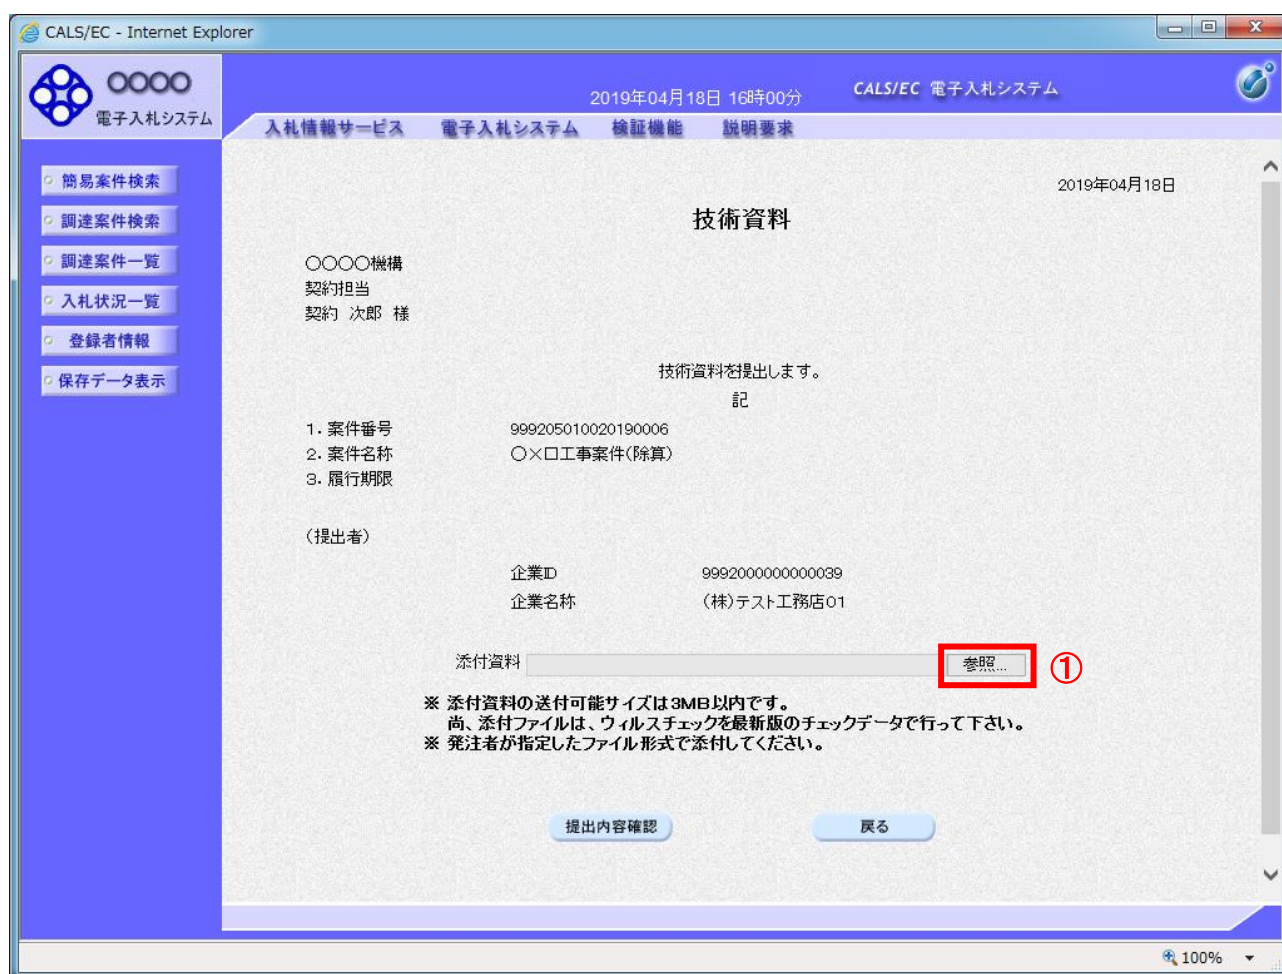 CALS/EC - Internet Explorer
〇〇〇〇
電子入札システム
2019年04月18日 16時00分
CALS/EC 電子入札システム
入札情報サービス 電子入札システム 検証機能 説明要求
簡易案件検索
調達案件検索
調達案件一覧
入札状況一覧
登録者情報
保存データ表示
2019年04月18日
技術資料
〇〇〇〇機構
契約担当
契約 次郎 様
技術資料を提出します。
記
1. 案件番号 999205010020190006
2. 案件名称 〇×口工事案件(除算)
3. 履行期限
(提出者)
企業ID 9992000000000039
企業名称 (株)テスト工務店01
添付資料 参照... ①
※ 添付資料の送付可能サイズは3MB以内です。
尚、添付ファイルは、ウィルスチェックを最新版のチェックデータで行って下さい。
※ 発注者が指定したファイル形式で添付してください。
提出内容確認 戻る
100%